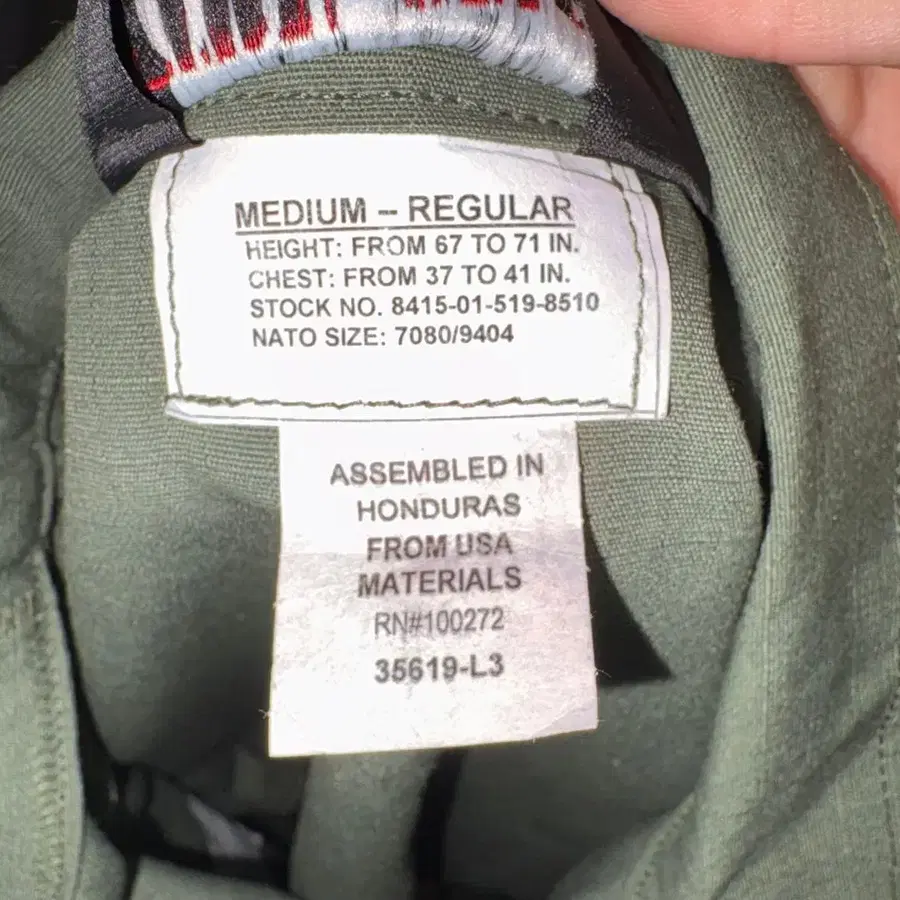 MEDIUM – REGULAR
HEIGHT: FROM 67 TO 71 IN.
CHEST: FROM 37 TO 41 IN.
STOCK NO. 8415-01-519-8510
NATO SIZE: 7080/9404
ASSEMBLED IN
HONDURAS
FROM USA
MATERIALS
RN#100272
35619-L3